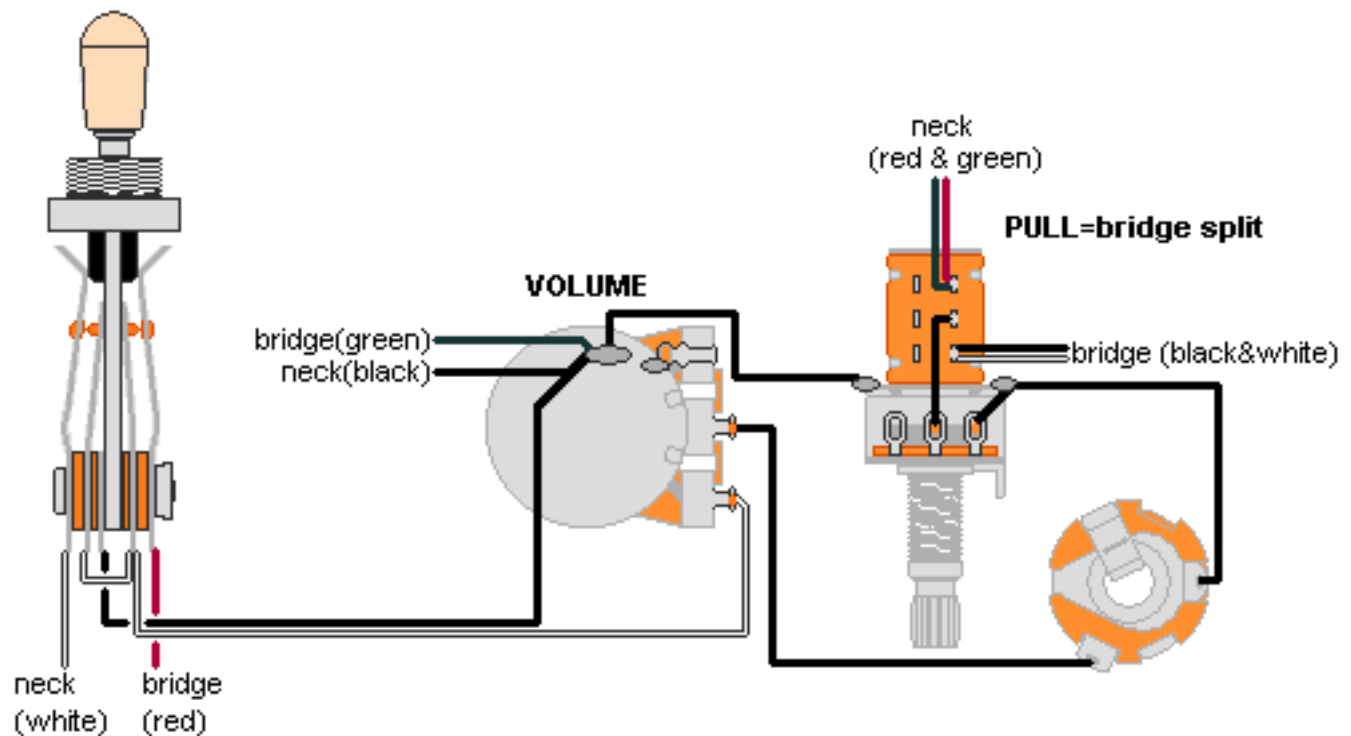 neck
(red & green)
PULL=bridge split
VOLUME
bridge(green)
neck(black)
bridge (black&white)
neck
(white)
bridge
(red)